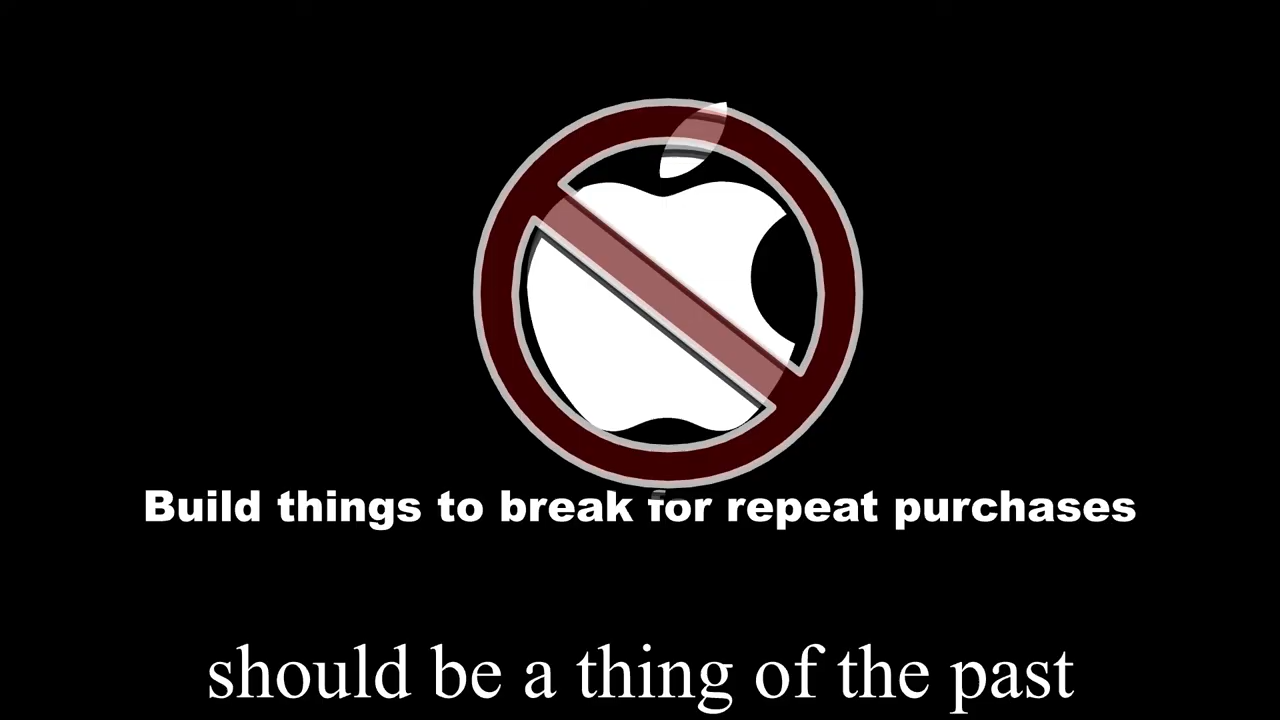 Build things to break for repeat purchases
should be a thing of the past